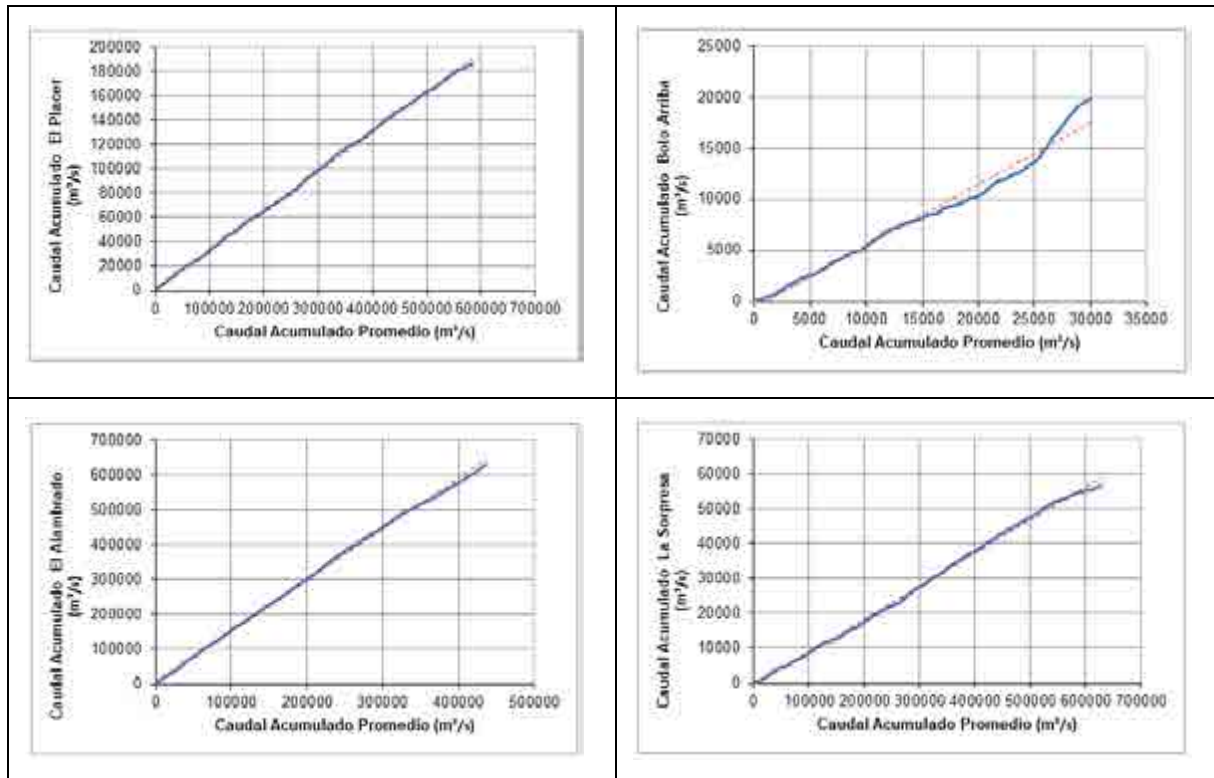 200000
180000
160000
140000
120000
100000
80000
60000
40000
20000
0
Caudal Acumulado El Placer
(m³/s)
0 100000 200000 300000 400000 500000 600000 700000
Caudal Acumulado Promedio (m³/s)
25000
20000
15000
10000
5000
0
Caudal Acumulado Bolo Arriba
(m³/s)
0 5000 10000 15000 20000 25000 30000 35000
Caudal Acumulado Promedio (m³/s)
700000
600000
500000
400000
300000
200000
100000
0
Caudal Acumulado El Alambrado
(m³/s)
0 100000 200000 300000 400000 500000
Caudal Acumulado Promedio (m³/s)
70000
60000
50000
40000
30000
20000
10000
0
Caudal Acumulado La Sorpresa
(m³/s)
0 100000 200000 300000 400000 500000 600000 700000
Caudal Acumulado Promedio (m³/s)